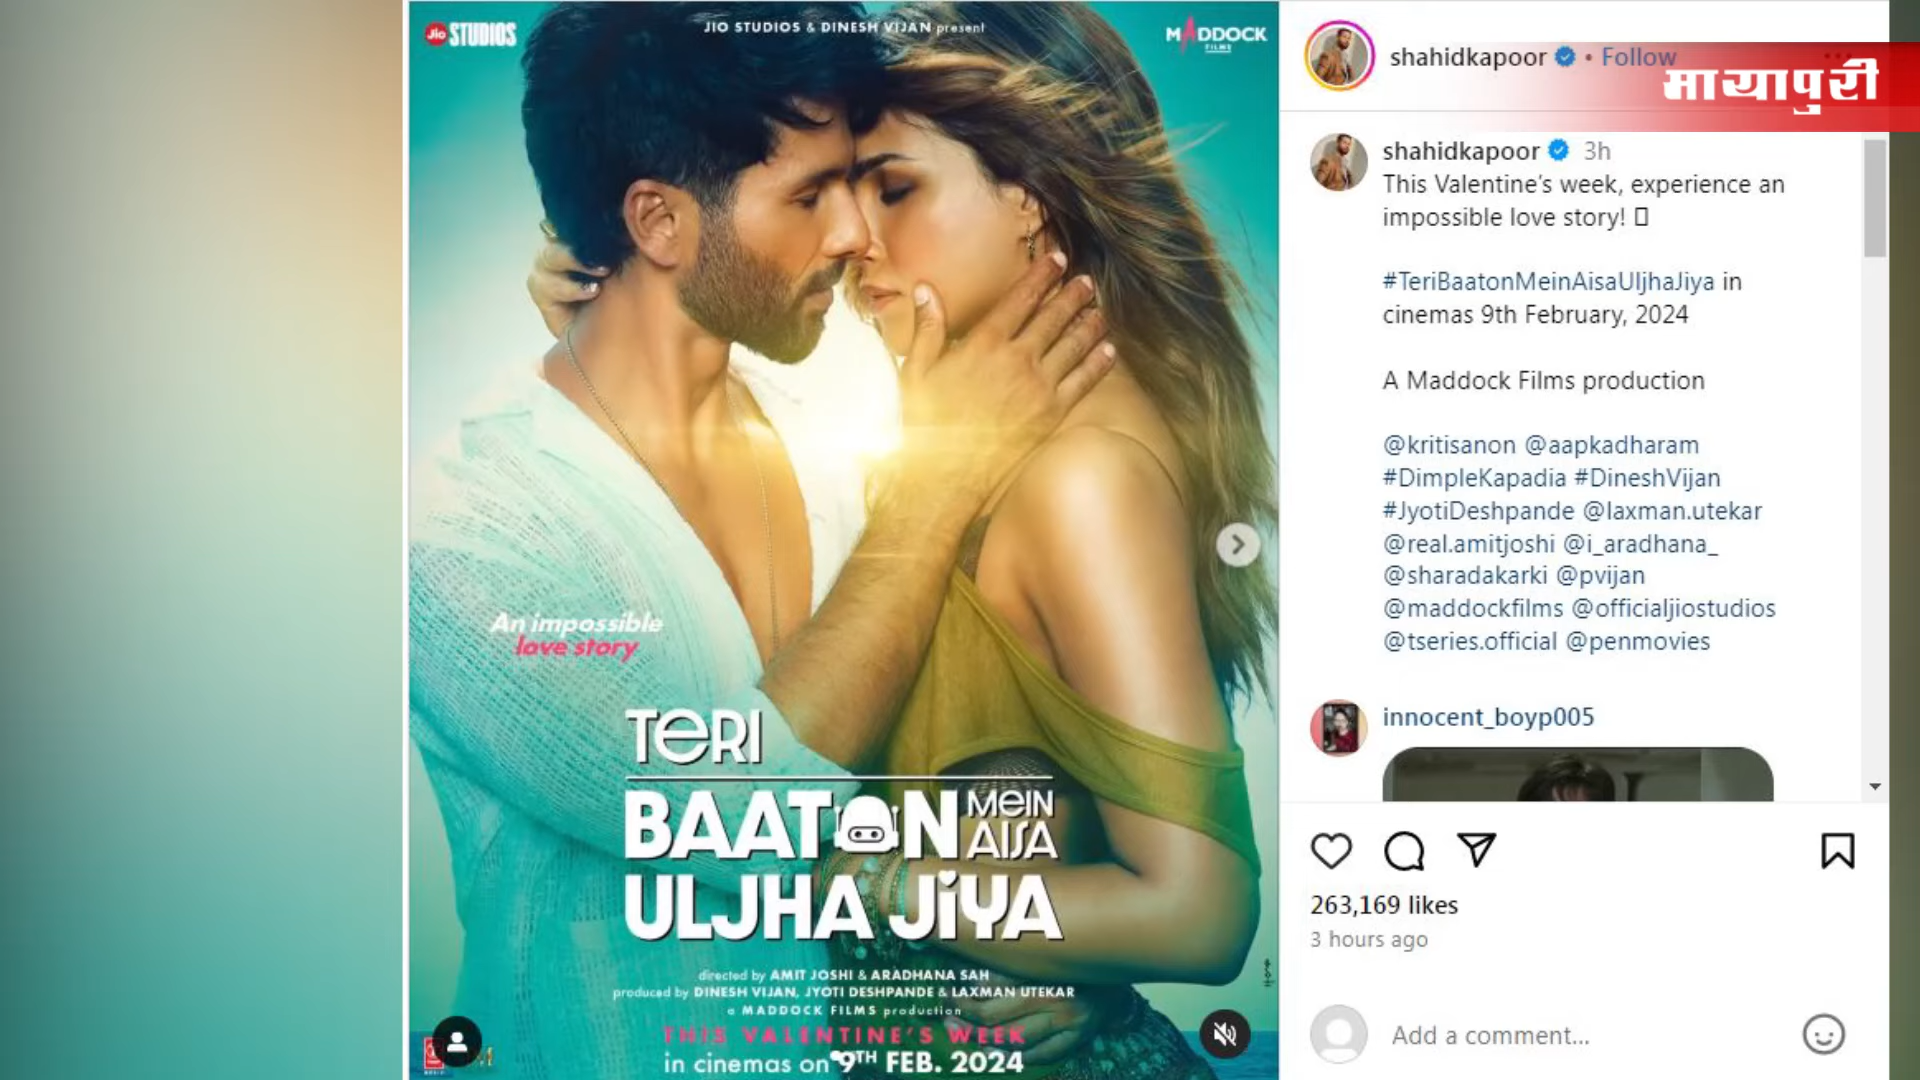 Jio STUDIOS
JIO STUDIOS & DINESH VIJAN present
MADDOCK
FILMS
An impossible
love story
TERI
BAATON MEIN AISA
ULJHA JIYA
directed by AMIT JOSHI & ARADHANA SAH
produced by DINESH VIJAN, JYOTI DESHPANDE & LAXMAN UTEKAR
a MADDOCK FILMS production
THIS VALENTINE'S WEEK
in cinemas on 9TH FEB. 2024
shahidkapoor • Follow
मायापुरी
shahidkapoor 3h
This Valentine's week, experience an
impossible love story!
#TeriBaatonMeinAisaUljhaJiya in
cinemas 9th February, 2024
A Maddock Films production
@kritisanon @aapkadharam
#DimpleKapadia #DineshVijan
#JyotiDeshpande @laxman.utekar
@real.amitjoshi @i_aradhana_
@sharadakarki @pvijan
@maddockfilms @officialjiostudios
@tseries.official @penmovies
innocent_boyp005
263,169 likes
3 hours ago
Add a comment...